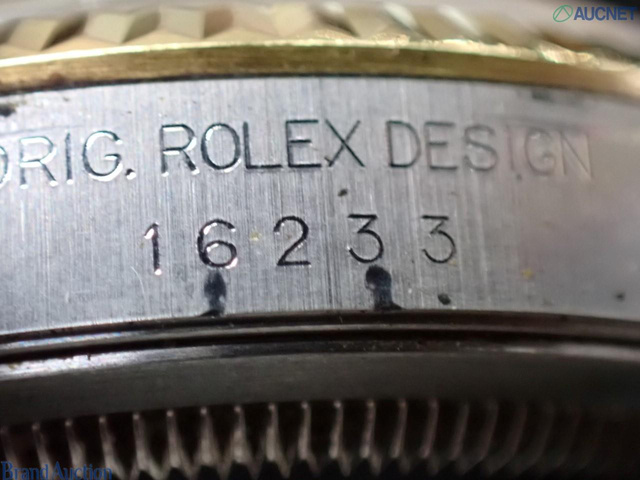 AUCNET
ORIG. ROLEX DESIGN
16233
Brand Auction